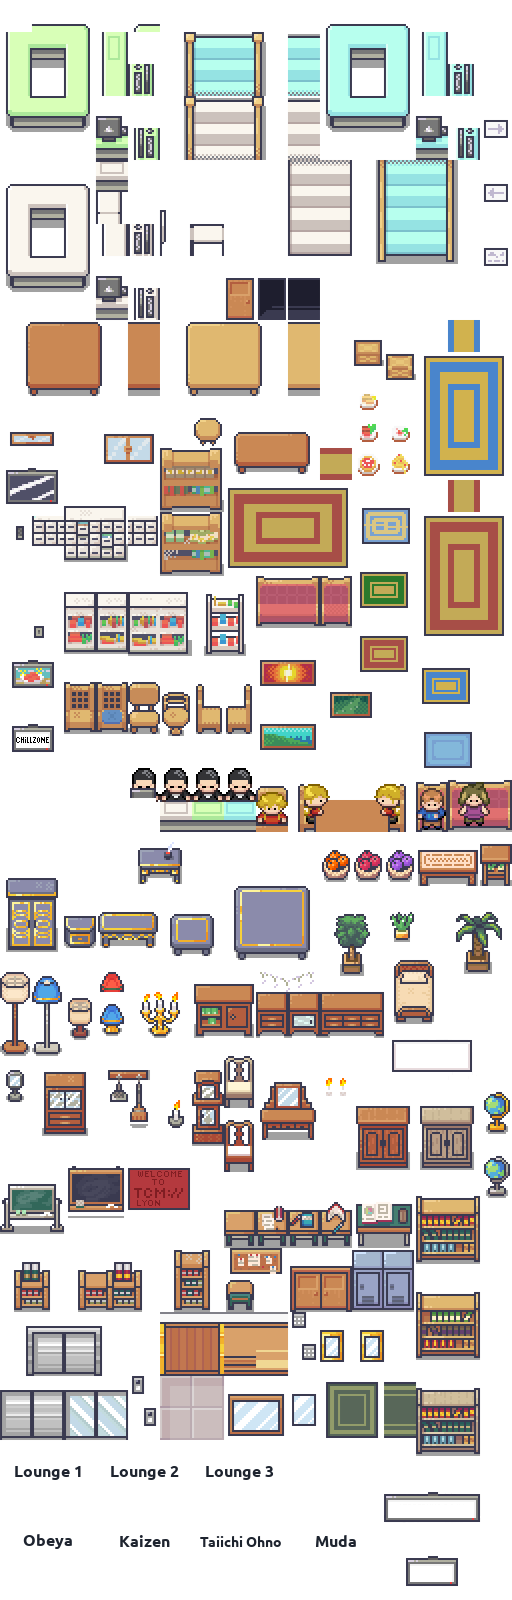 CHILLZONE
WELCOME
TO
TCM
LYON
Lounge 1 Lounge 2 Lounge 3
Obeya Kaizen Taiichi Ohno Muda